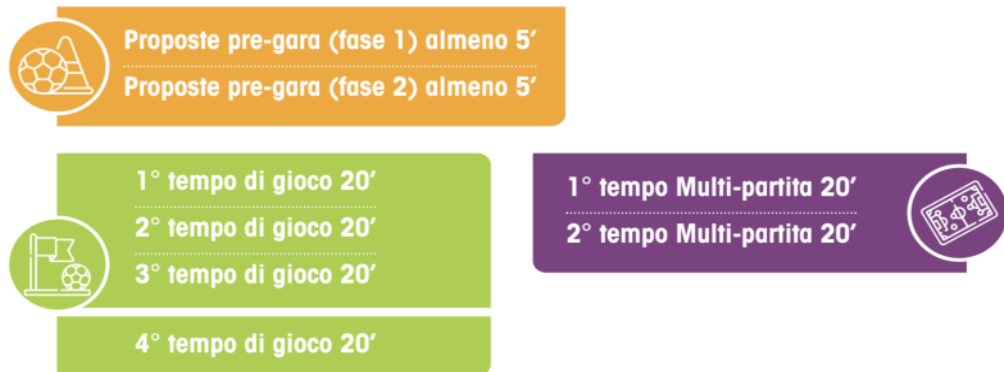 Proposte pre-gara (fase 1) almeno 5’
Proposte pre-gara (fase 2) almeno 5’
1° tempo di gioco 20’
2° tempo di gioco 20’
3° tempo di gioco 20’
4° tempo di gioco 20’
1° tempo Multi-partita 20’
2° tempo Multi-partita 20’